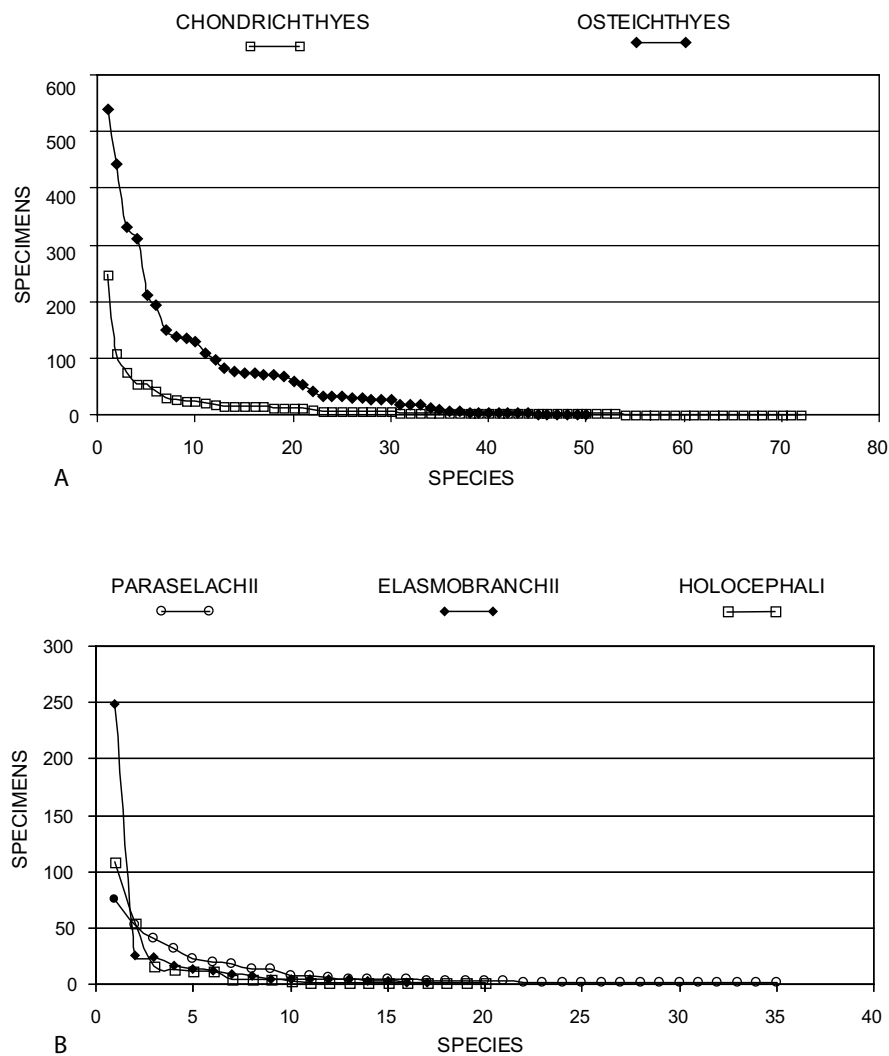 CHONDRICHTHYES OSTEICHTHYES
600
500
400
300
200
100
0
SPECIMENS
0 10 20 30 40 50 60 70 80
SPECIES
A
PARASELACHII ELASMOBRANCHII HOLOCEPHALI
300
250
200
150
100
50
0
SPECIMENS
0 5 10 15 20 25 30 35 40
SPECIES
B